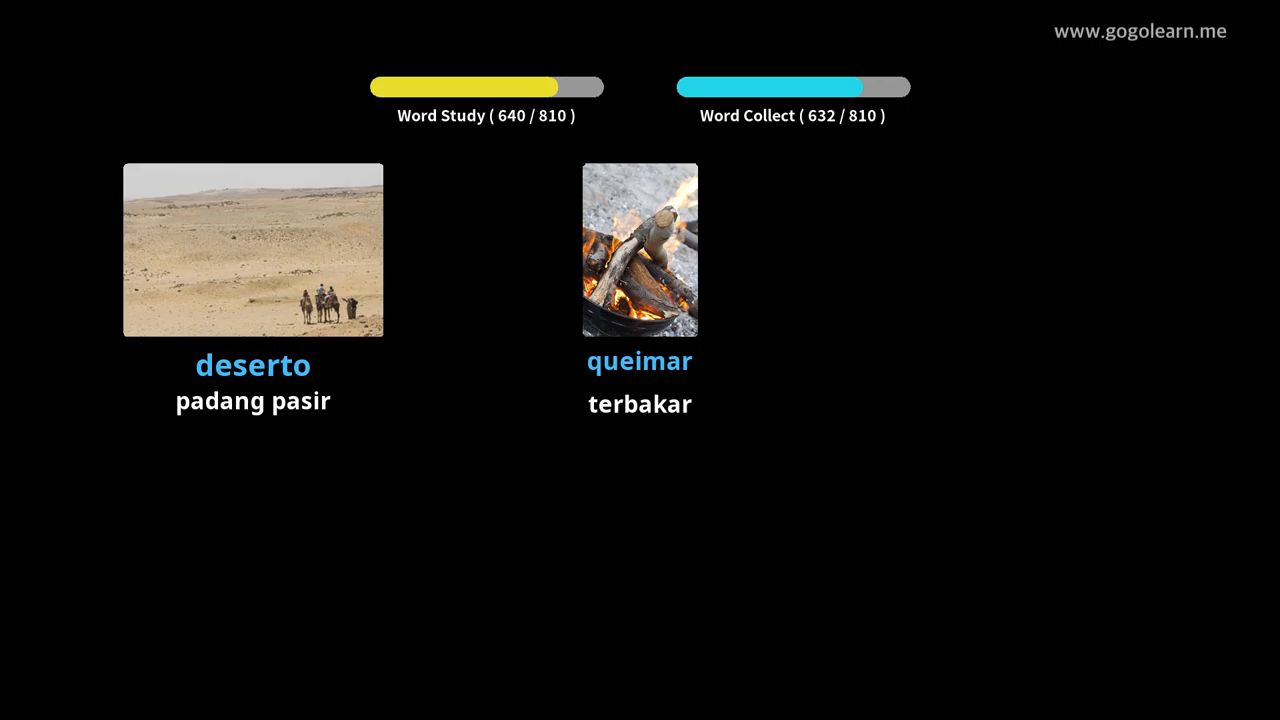 www.gogolearn.me
Word Study ( 640 / 810 )
Word Collect ( 632 / 810 )
deserto
padang pasir
queimar
terbakar